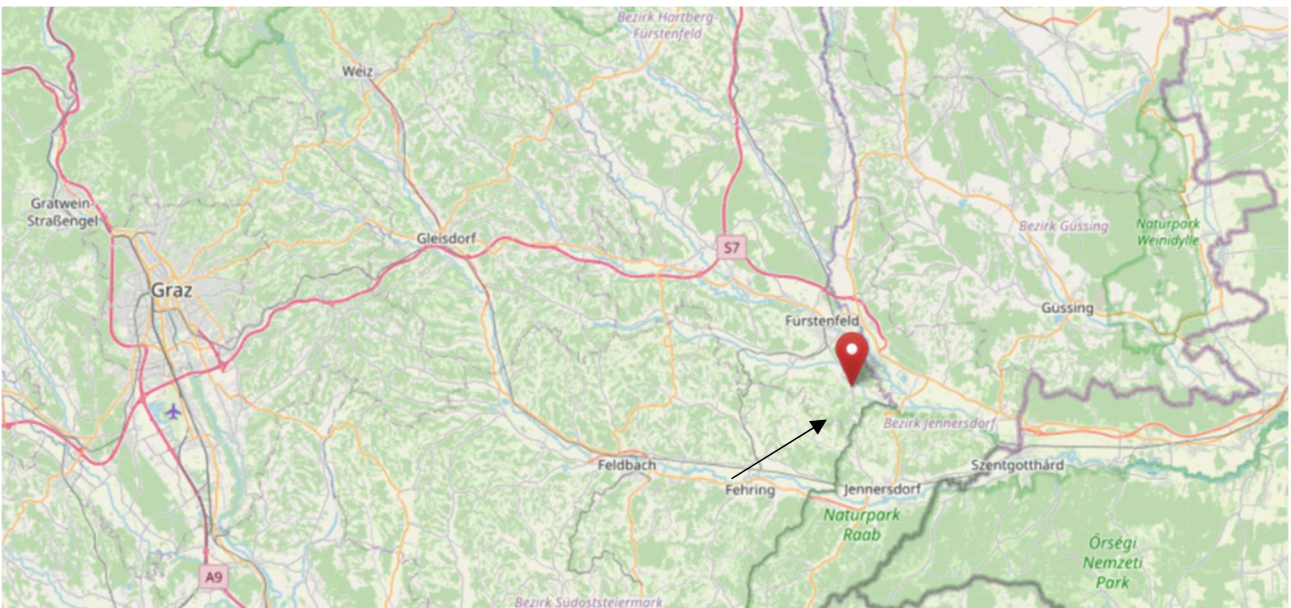 Bezirk Hartberg-
Fürstenfeld
Weiz
Gratwein-
Straßengel
Gleisdorf
S7
Bezirk Güssing
Naturpark
Weinidylle
Graz
Güssing
Fürstenfeld
Bezirk Jennersdorf
Feldbach
Szentgotthárd
Fehring
Jennersdorf
Naturpark
Raab
Őrségi
Nemzeti
Park
A9
Bezirk Südoststeiermark